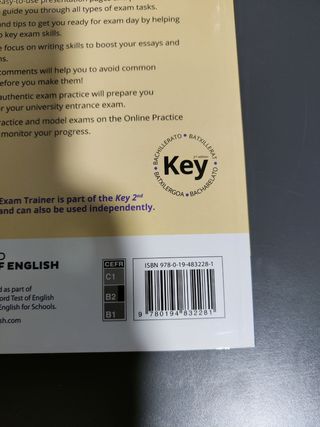 easy-to-use presentation pages
guide you through all types of exam tasks.
and tips to get you ready for exam day by helping
key exam skills.
focus on writing skills to boost your essays and
comments will help you to avoid common
before you make them!
authentic exam practice will prepare you
or your university entrance exam.
practice and model exams on the Online Practice
monitor your progress.
BACHILLERATO • BATXILLERAT • BACHARELATO • BATXILERGOA
Key
Exam Trainer is part of the Key 2nd
and can also be used independently.
OF ENGLISH
d as part of
ord Test of English
English for Schools.
sh.com
CEFR
C1
B2
B1
ISBN 978-0-19-483228-1
9 780194 832281